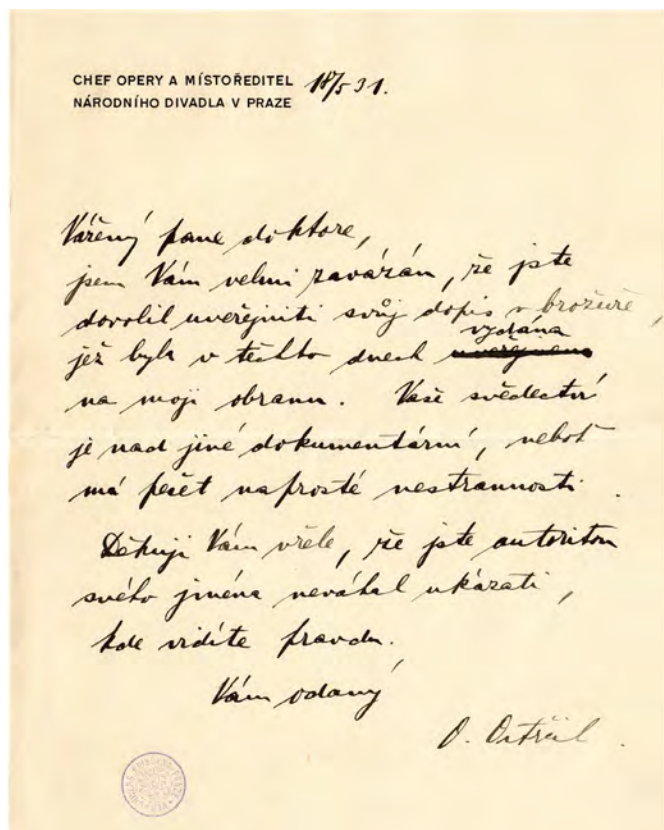 CHEF OPERY A MÍSTOŘEDITEL 18/5 31.
NÁRODNÍHO DIVADLA V PRAZE
Vážený pane doktore,
jsem Vám velmi zavázán, že jste
dovolil uveřejniti svůj dopis v brožuře,
jež byla v těchto dnech vydána
na moji obranu. Vaše svědectví
je nad jiné dokumentární, neboť
má pečeť naprosté nestrannosti.
Děkuji Vám vřele, že jste autoritou
svého jména neváhal ukázati,
kde vidíte pravdu.
Vám odaný
O. Ostrčil.